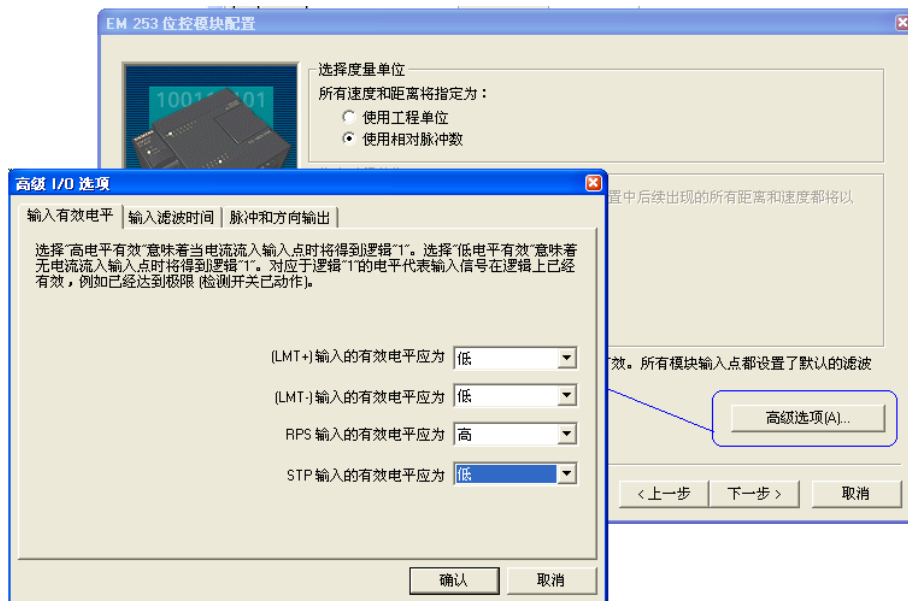 EM 253 位控模块配置
选择度量单位
所有速度和距离将指定为：
使用工程单位
使用相对脉冲数
置中后续出现的所有距离和速度都将以
效。所有模块输入点都设置了默认的滤波
高级选项(A)...
<上一步
下一步>
取消
高级 I/O 选项
输入有效电平
输入滤波时间
脉冲和方向输出
选择"高电平有效"意味着当电流流入输入点时将得到逻辑"1"。选择"低电平有效"意味着
无电流流入输入点时将得到逻辑"1"。对应于逻辑"1"的电平代表输入信号在逻辑上已经
有效，例如已经达到极限 (检测开关已动作)。
(LMT+)输入的有效电平应为 低
(LMT-)输入的有效电平应为 低
RPS 输入的有效电平应为 高
STP 输入的有效电平应为 低
确认
取消